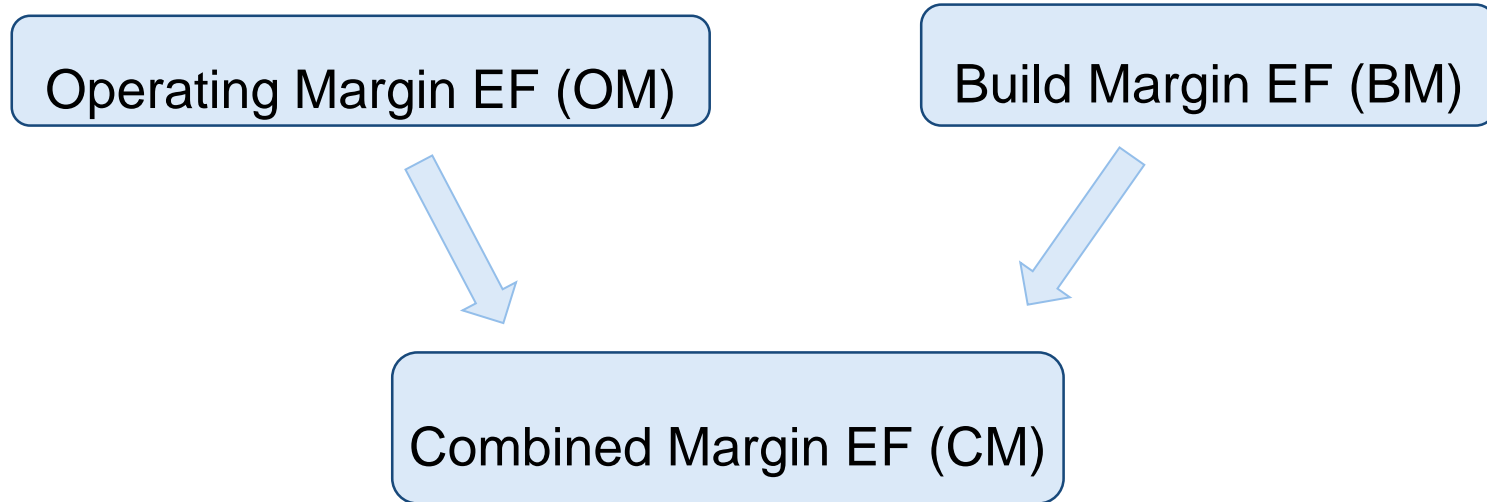 Operating Margin EF (OM)
Build Margin EF (BM)
Combined Margin EF (CM)